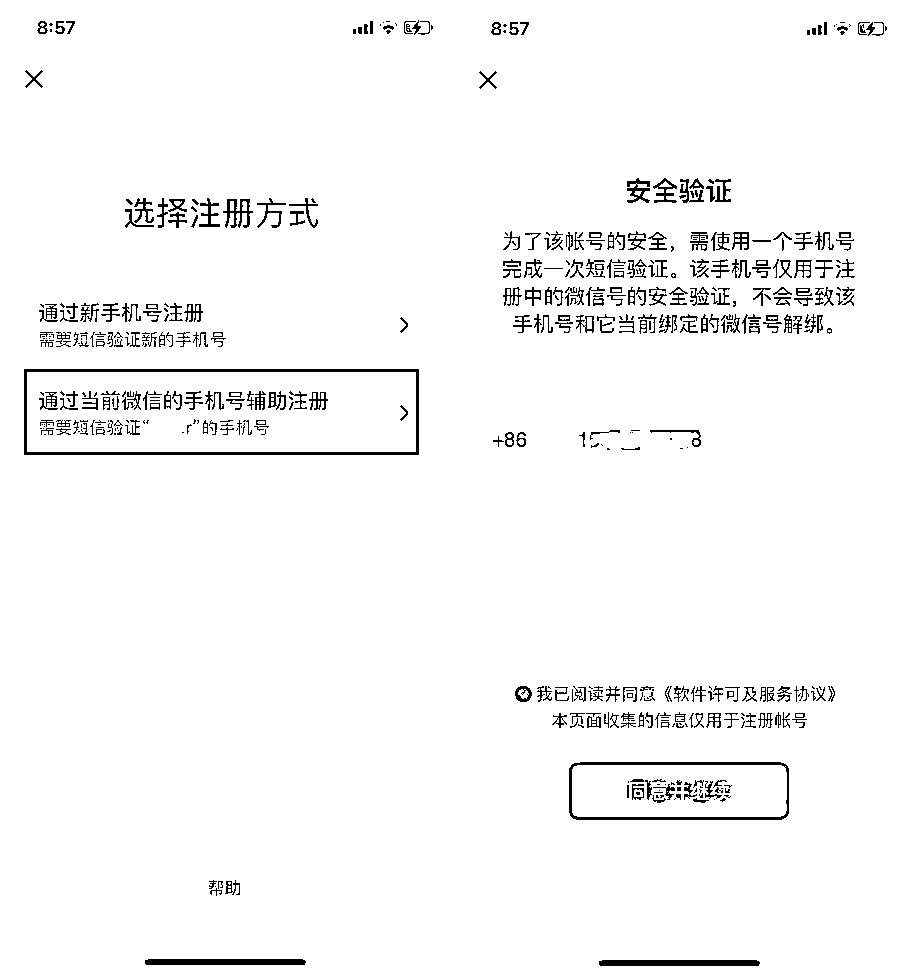 8:57
选择注册方式
通过新手机号注册
需要短信验证新的手机号
通过当前微信的手机号辅助注册
需要短信验证“ .r”的手机号
帮助
8:57
安全验证
为了该帐号的安全，需使用一个手机号
完成一次短信验证。该手机号仅用于注
册中的微信号的安全验证，不会导致该
手机号和它当前绑定的微信号解绑。
+86 15 8
我已阅读并同意《软件许可及服务协议》
本页面收集的信息仅用于注册帐号
同意并继续